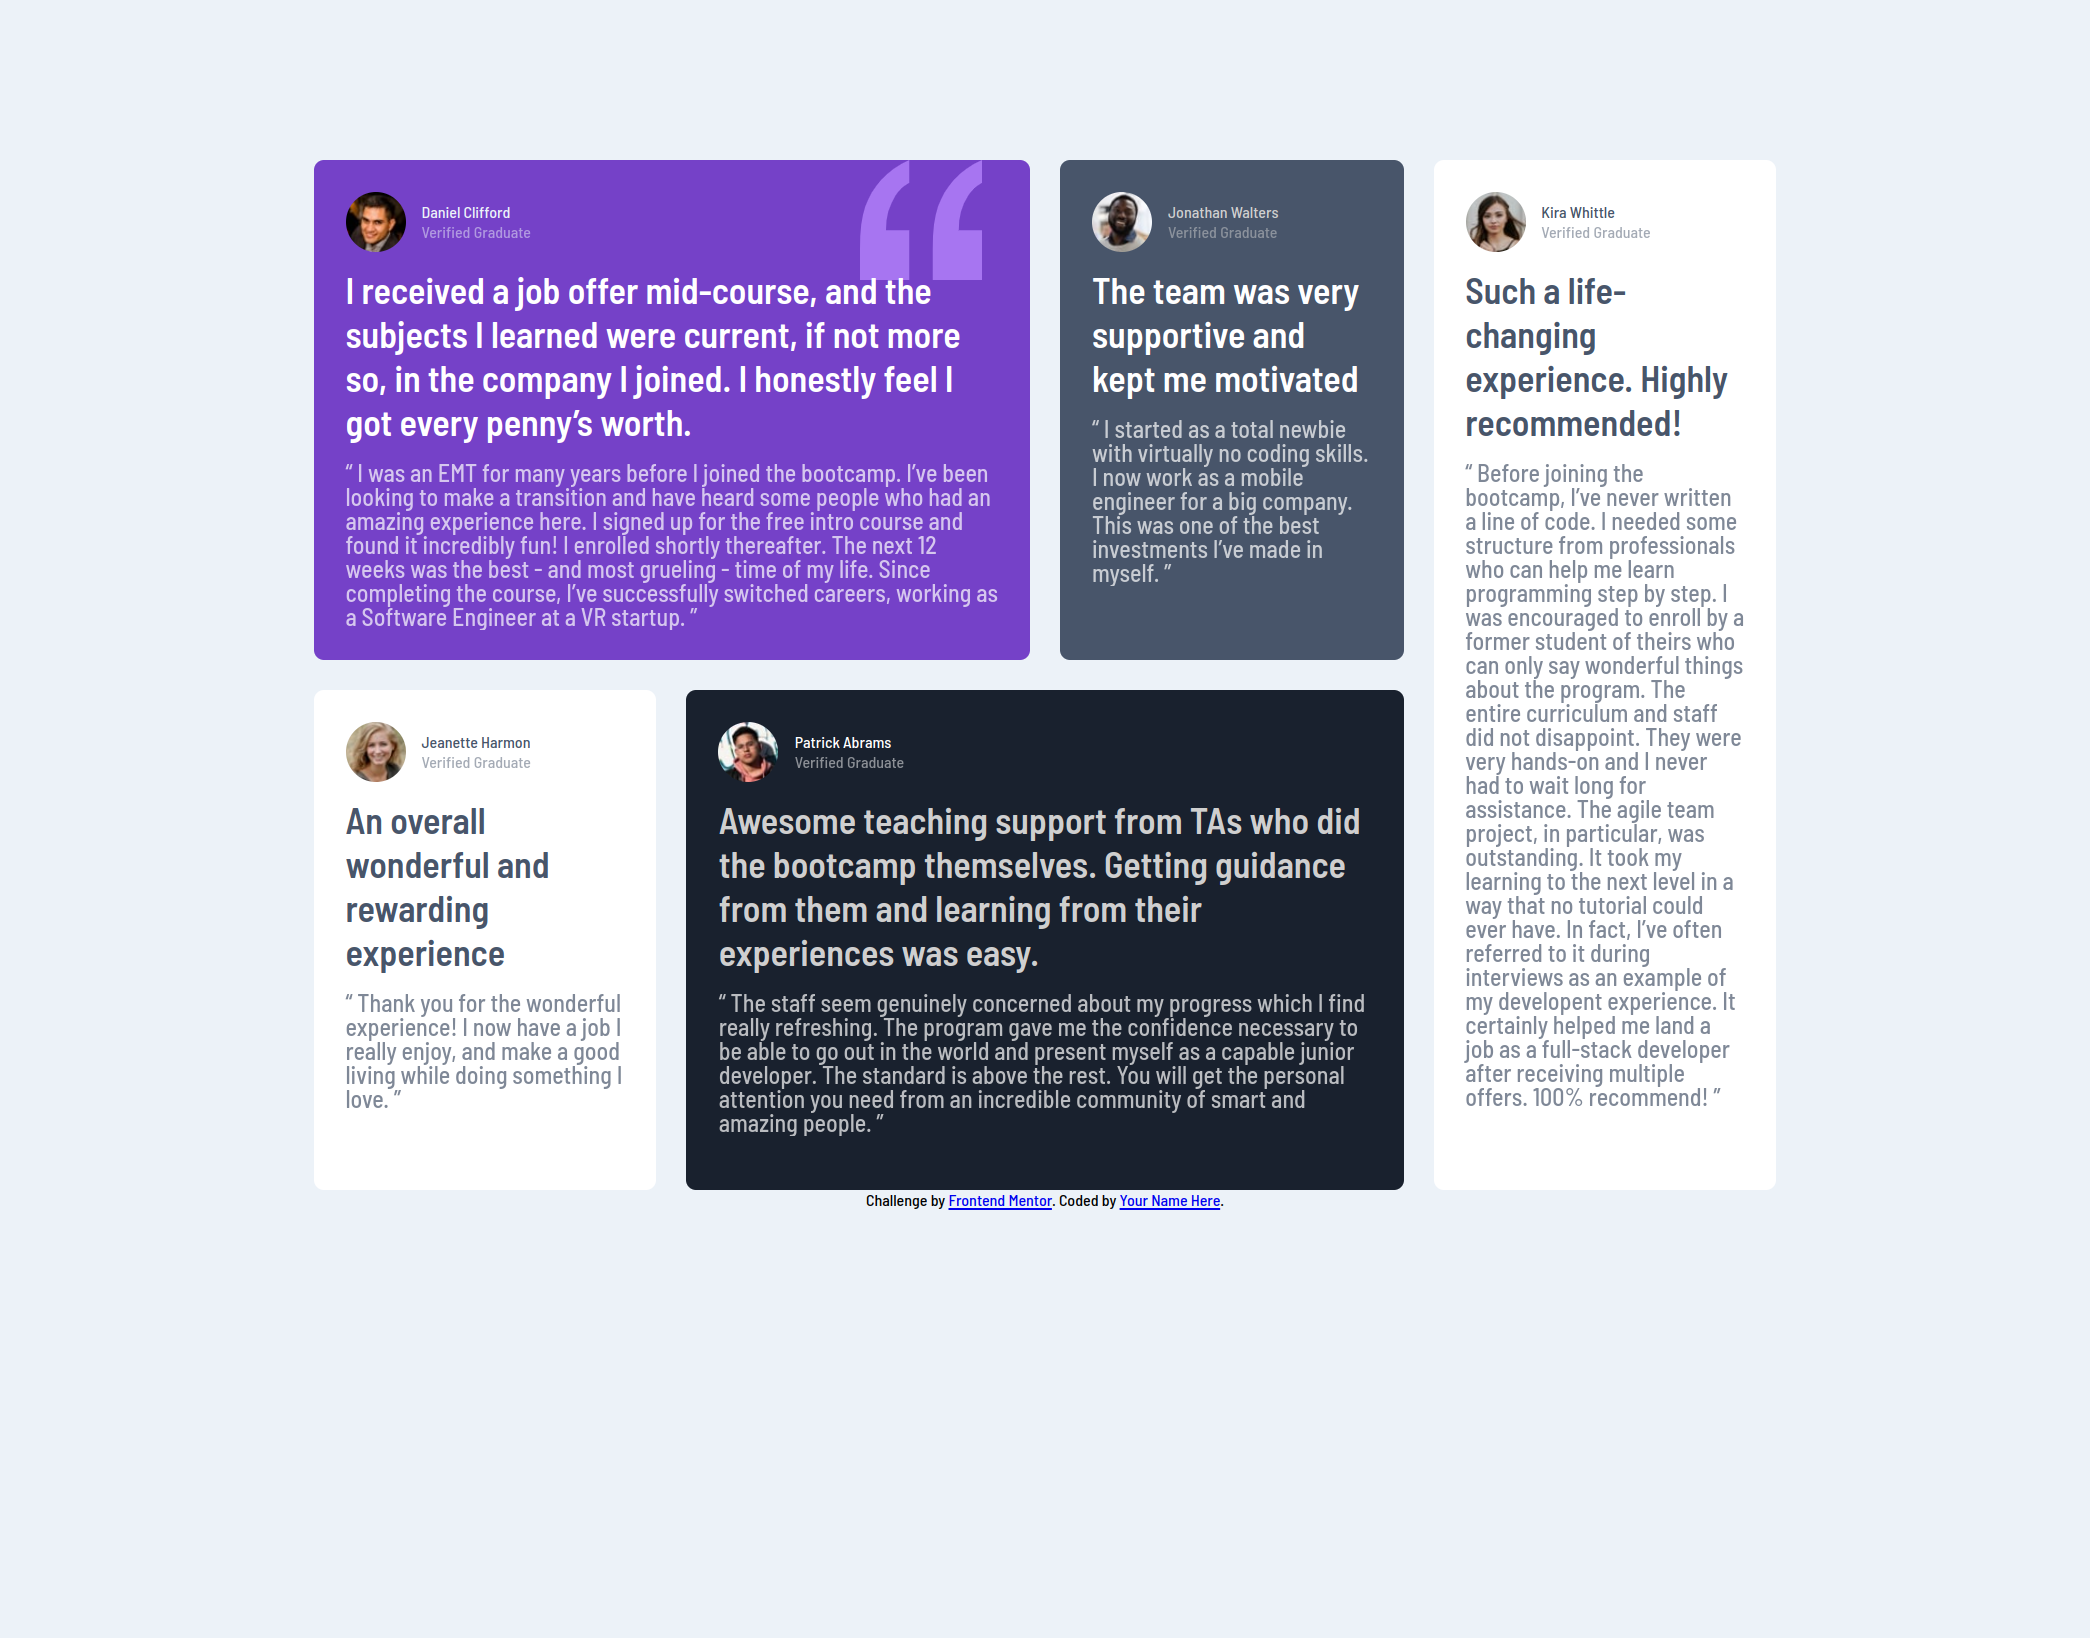 Daniel Clifford
Verified Graduate
I received a job offer mid-course, and the
subjects I learned were current, if not more
so, in the company I joined. I honestly feel I
got every penny’s worth.
“ I was an EMT for many years before I joined the bootcamp. I’ve been
looking to make a transition and have heard some people who had an
amazing experience here. I signed up for the free intro course and
found it incredibly fun! I enrolled shortly thereafter. The next 12
weeks was the best - and most grueling - time of my life. Since
completing the course, I’ve successfully switched careers, working as
a Software Engineer at a VR startup. ”
Jonathan Walters
Verified Graduate
The team was very
supportive and
kept me motivated
“ I started as a total newbie
with virtually no coding skills.
I now work as a mobile
engineer for a big company.
This was one of the best
investments I’ve made in
myself. ”
Kira Whittle
Verified Graduate
Such a life-
changing
experience. Highly
recommended!
“ Before joining the
bootcamp, I’ve never written
a line of code. I needed some
structure from professionals
who can help me learn
programming step by step. I
was encouraged to enroll by a
former student of theirs who
can only say wonderful things
about the program. The
entire curriculum and staff
did not disappoint. They were
very hands-on and I never
had to wait long for
assistance. The agile team
project, in particular, was
outstanding. It took my
learning to the next level in a
way that no tutorial could
ever have. In fact, I’ve often
referred to it during
interviews as an example of
my developent experience. It
certainly helped me land a
job as a full-stack developer
after receiving multiple
offers. 100% recommend! ”
Jeanette Harmon
Verified Graduate
An overall
wonderful and
rewarding
experience
“ Thank you for the wonderful
experience! I now have a job I
really enjoy, and make a good
living while doing something I
love. ”
Patrick Abrams
Verified Graduate
Awesome teaching support from TAs who did
the bootcamp themselves. Getting guidance
from them and learning from their
experiences was easy.
“ The staff seem genuinely concerned about my progress which I find
really refreshing. The program gave me the confidence necessary to
be able to go out in the world and present myself as a capable junior
developer. The standard is above the rest. You will get the personal
attention you need from an incredible community of smart and
amazing people. ”
Challenge by Frontend Mentor. Coded by Your Name Here.